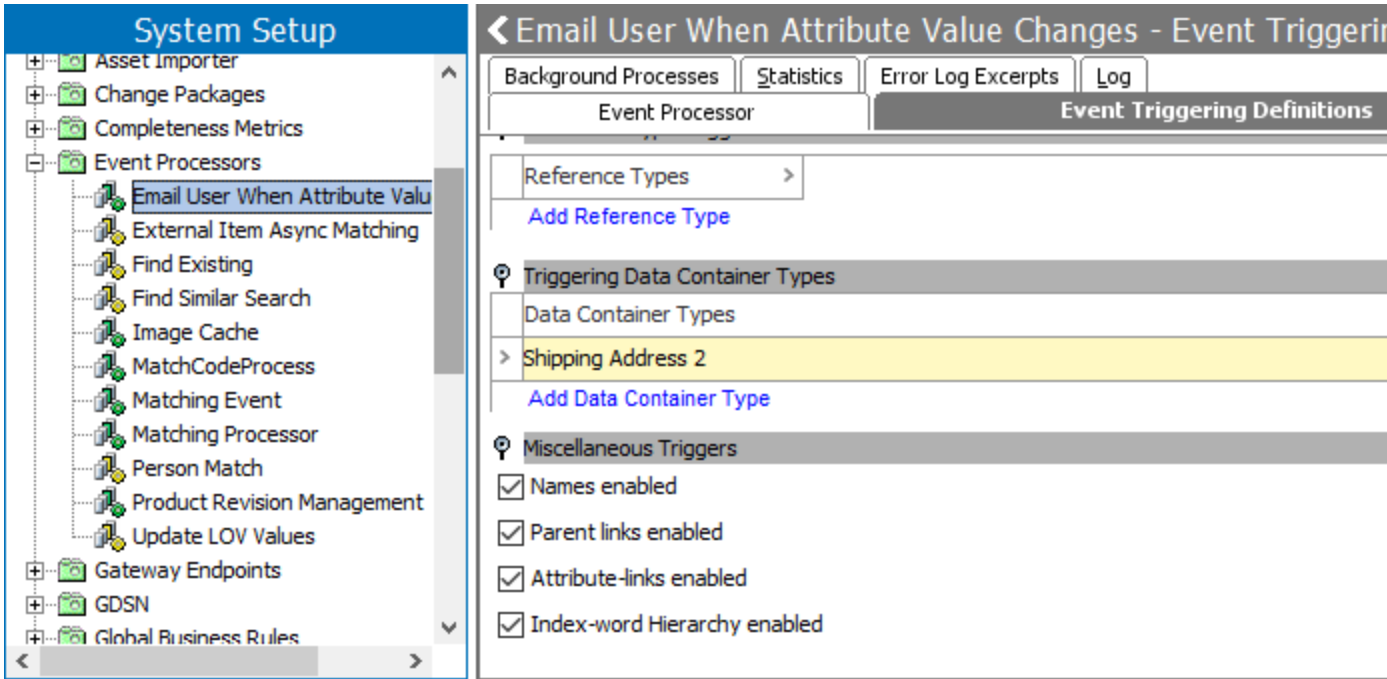 System Setup
Asset Importer
Change Packages
Completeness Metrics
Event Processors
Email User When Attribute Valu
External Item Async Matching
Find Existing
Find Similar Search
Image Cache
MatchCodeProcess
Matching Event
Matching Processor
Person Match
Product Revision Management
Update LOV Values
Gateway Endpoints
GDSN
Global Business Rules
Email User When Attribute Value Changes - Event Triggerin
Background Processes
Statistics
Error Log Excerpts
Log
Event Processor
Event Triggering Definitions
Reference Types
Add Reference Type
Triggering Data Container Types
Data Container Types
Shipping Address 2
Add Data Container Type
Miscellaneous Triggers
Names enabled
Parent links enabled
Attribute-links enabled
Index-word Hierarchy enabled